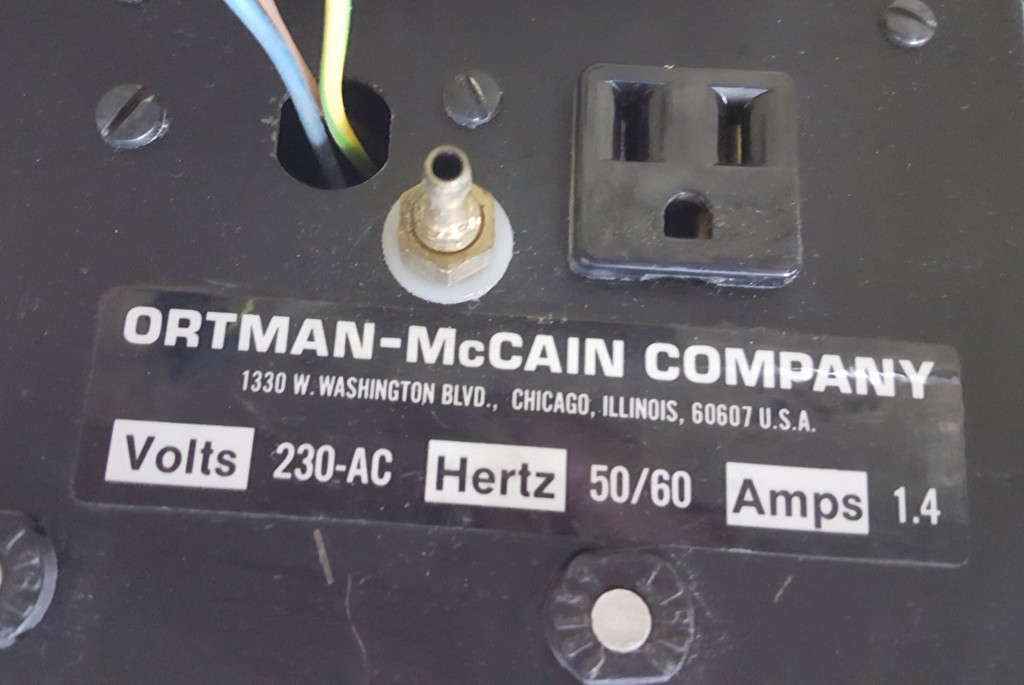 ORTMAN-McCAIN COMPANY
1330 W. WASHINGTON BLVD., CHICAGO, ILLINOIS, 60607 U.S.A.
Volts 230-AC Hertz 50/60 Amps 1.4